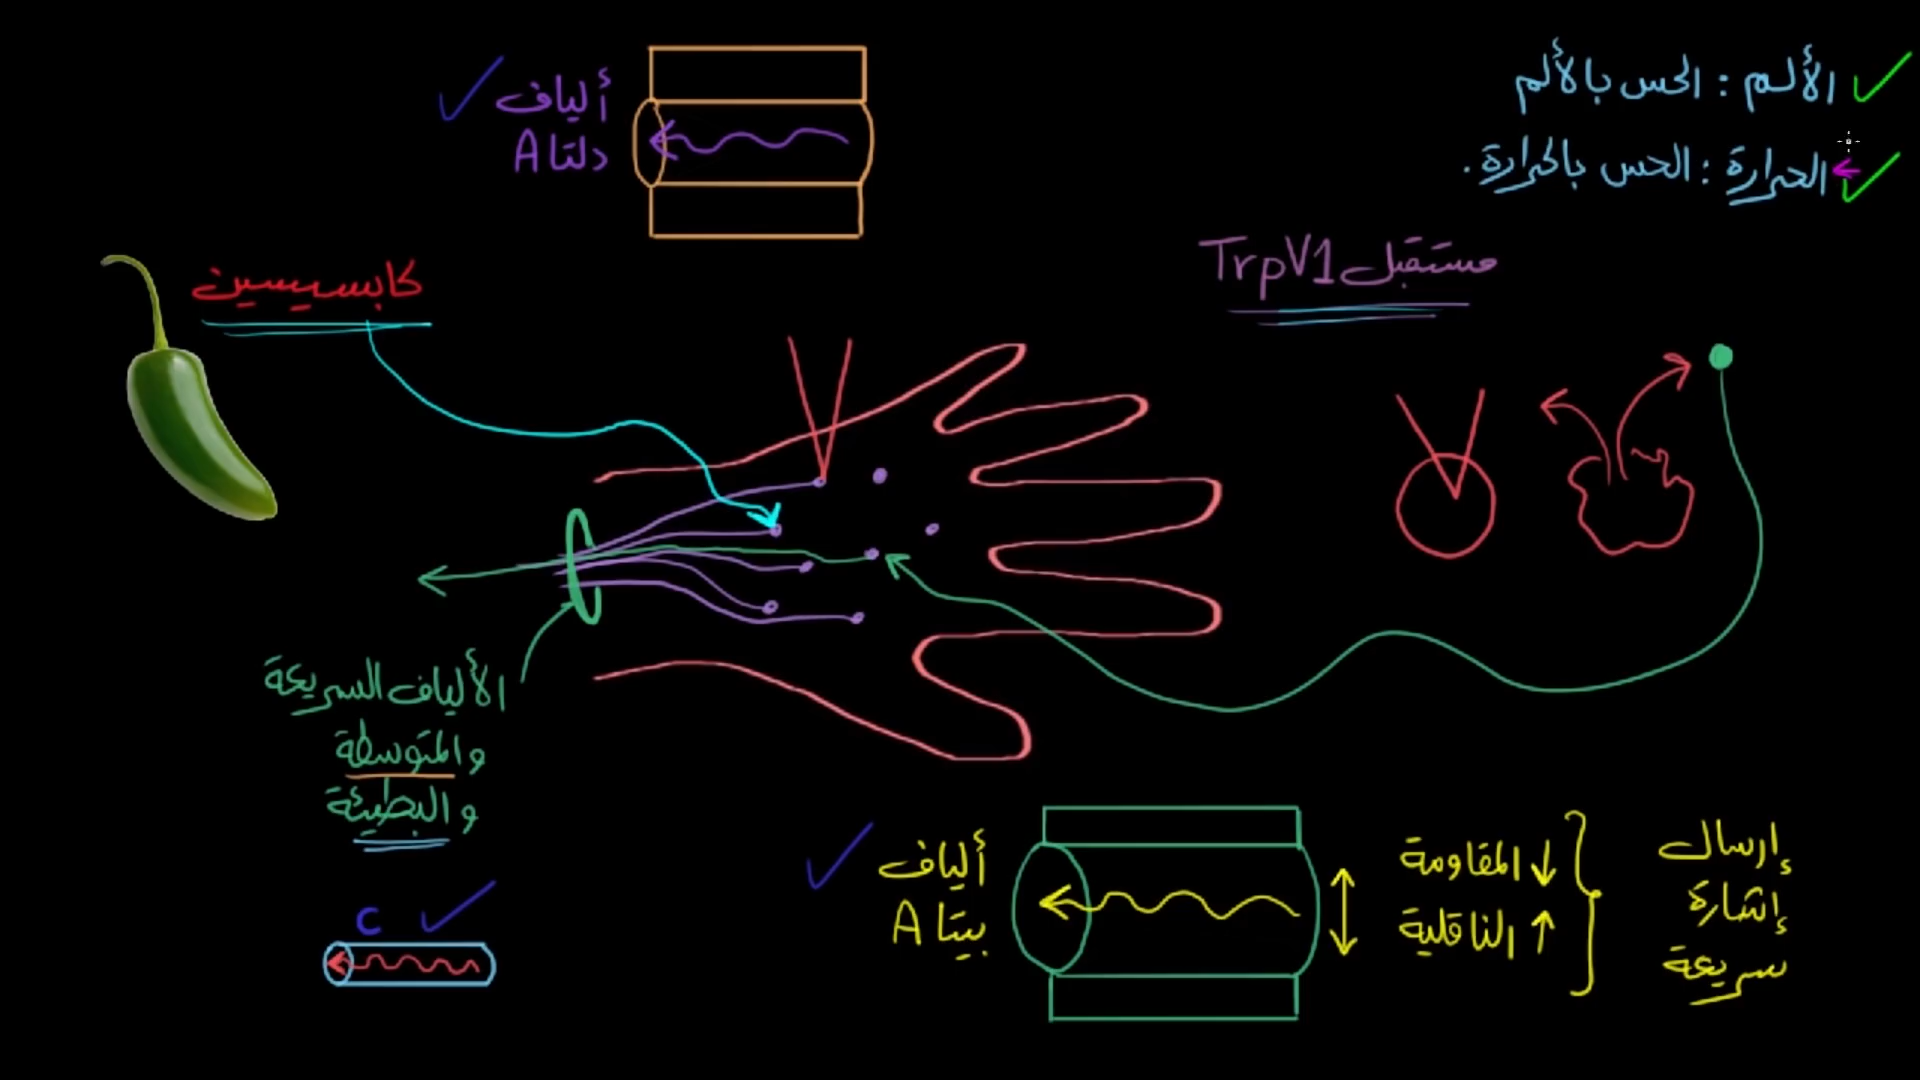 الألم : الحس بالألم
الحرارة : الحس بالحرارة .
ألياف
دلتا A
مستقبل TrpV1
كابسيسين
الألياف السريعة
والمتوسطة
والبطيئة
C
ألياف
بيتا A
المقاومة ↓
الناقلية ↑
إرسال
إشارة
سريعة